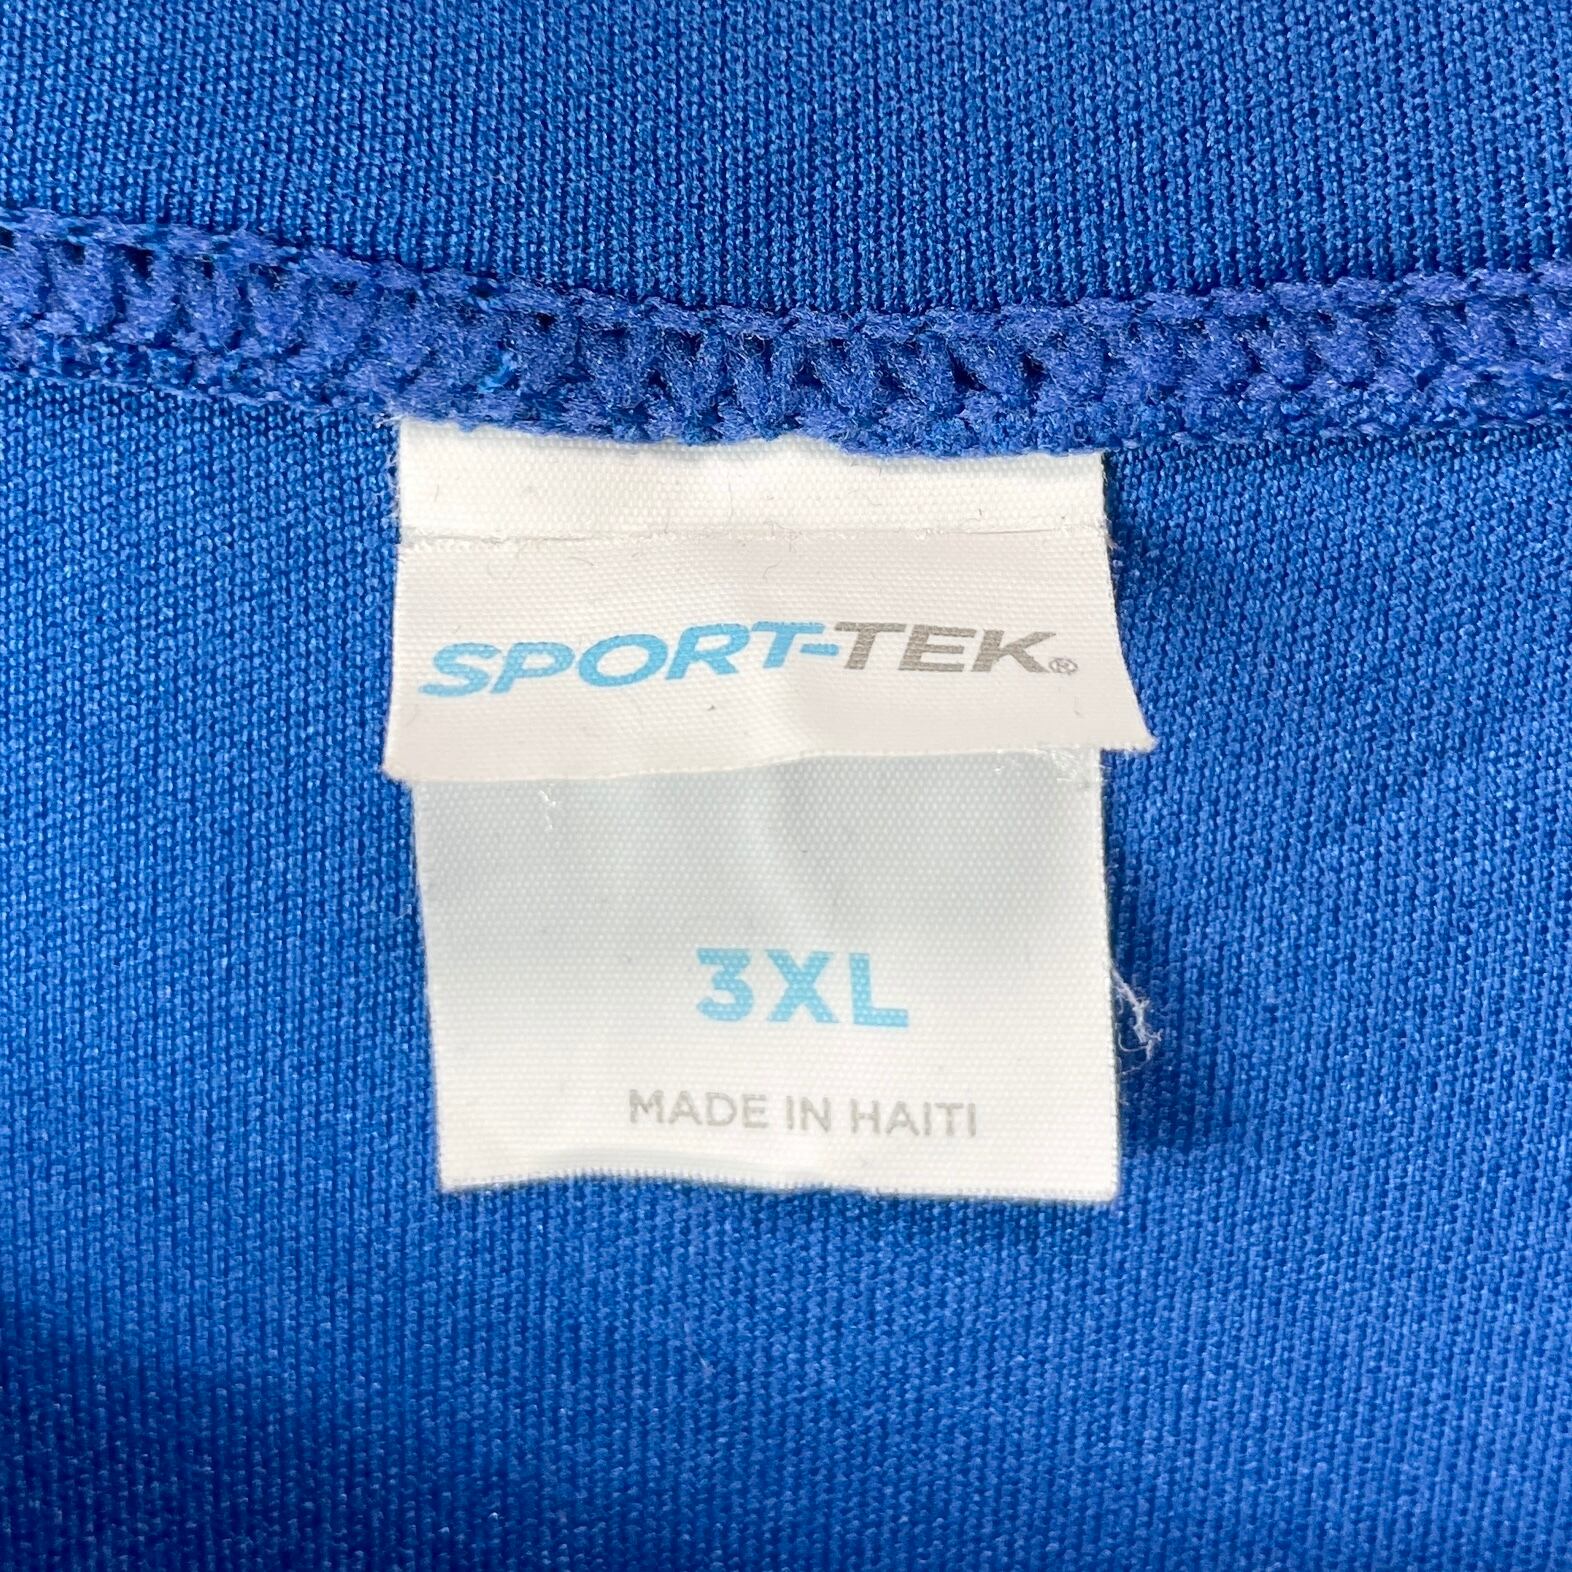 SPORT-TEK®
3XL
MADE IN HAITI